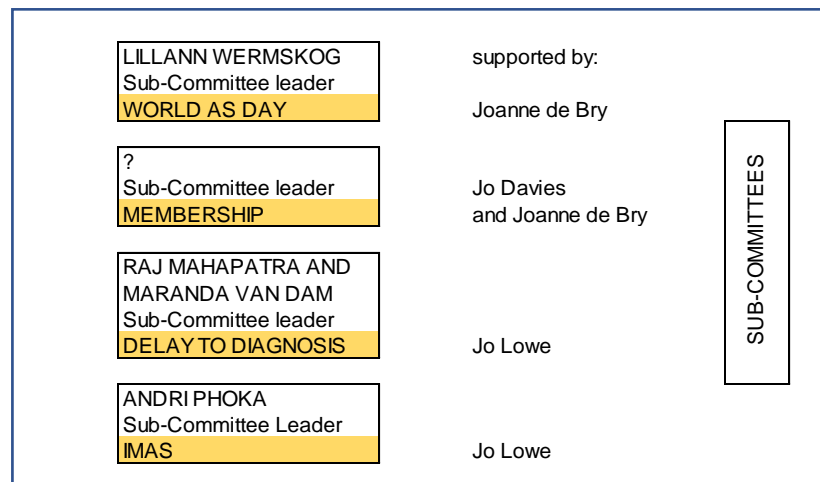 LILLANN WERMSKOG
Sub-Committee leader
WORLD AS DAY
supported by:
Joanne de Bry
?
Sub-Committee leader
MEMBERSHIP
Jo Davies
and Joanne de Bry
RAJ MAHAPATRA AND
MARANDA VAN DAM
Sub-Committee leader
DELAY TO DIAGNOSIS
Jo Lowe
ANDRI PHOKA
Sub-Committee Leader
IMAS
Jo Lowe
SUB-COMMITTEES